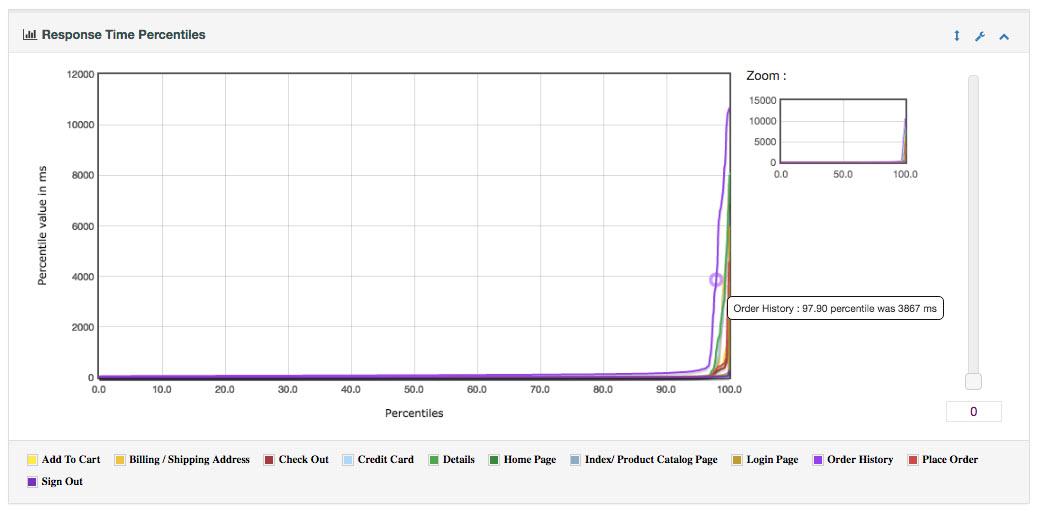 Response Time Percentiles
Zoom :
12000
10000
8000
6000
4000
2000
0
Percentile value in ms
0.0 10.0 20.0 30.0 40.0 50.0 60.0 70.0 80.0 90.0 100.0
Percentiles
15000
10000
5000
0
0.0 50.0 100.0
Order History : 97.90 percentile was 3867 ms
0
Add To Cart Billing / Shipping Address Check Out Credit Card Details Home Page Index/ Product Catalog Page Login Page Order History Place Order
Sign Out